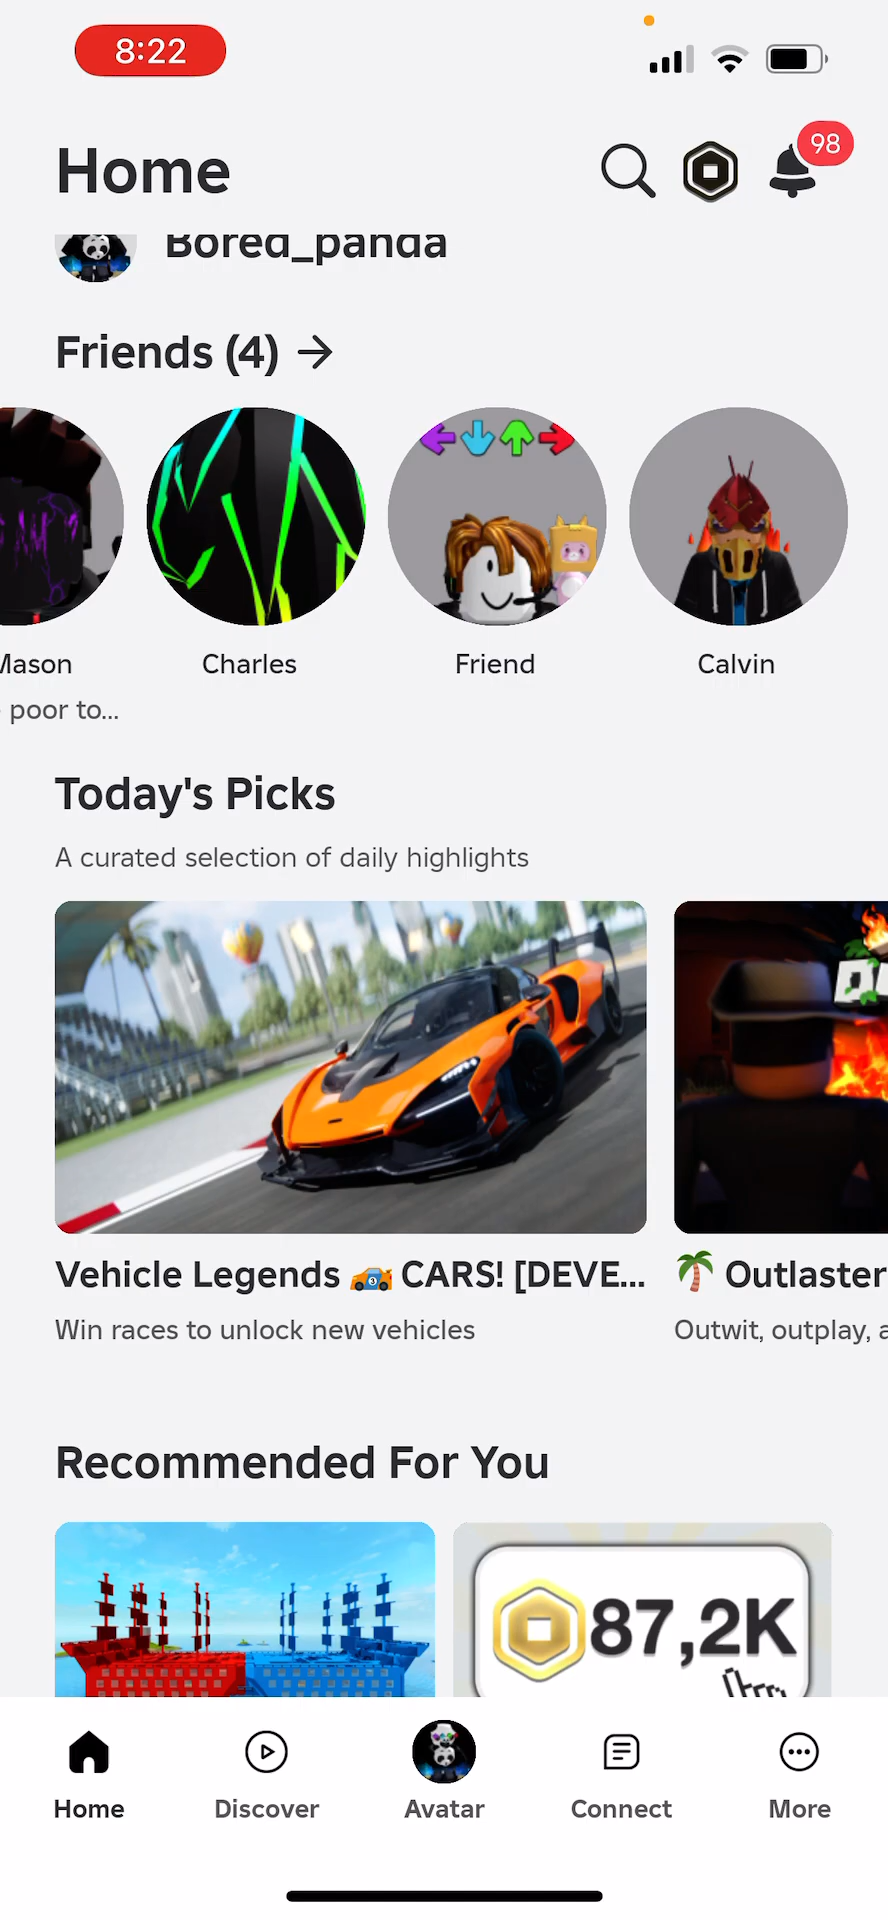 8:22
Home
98
Bored_panda
Friends (4) →
Mason Charles Friend Calvin
poor to...
Today's Picks
A curated selection of daily highlights
Vehicle Legends 🏎️ CARS! [DEVE... 🌴 Outlaster
Win races to unlock new vehicles Outwit, outplay, a
Recommended For You
87,2K
Home Discover Avatar Connect More